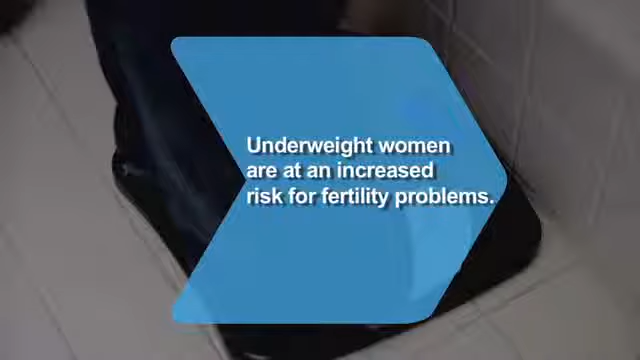 Underweight women
are at an increased
risk for fertility problems.